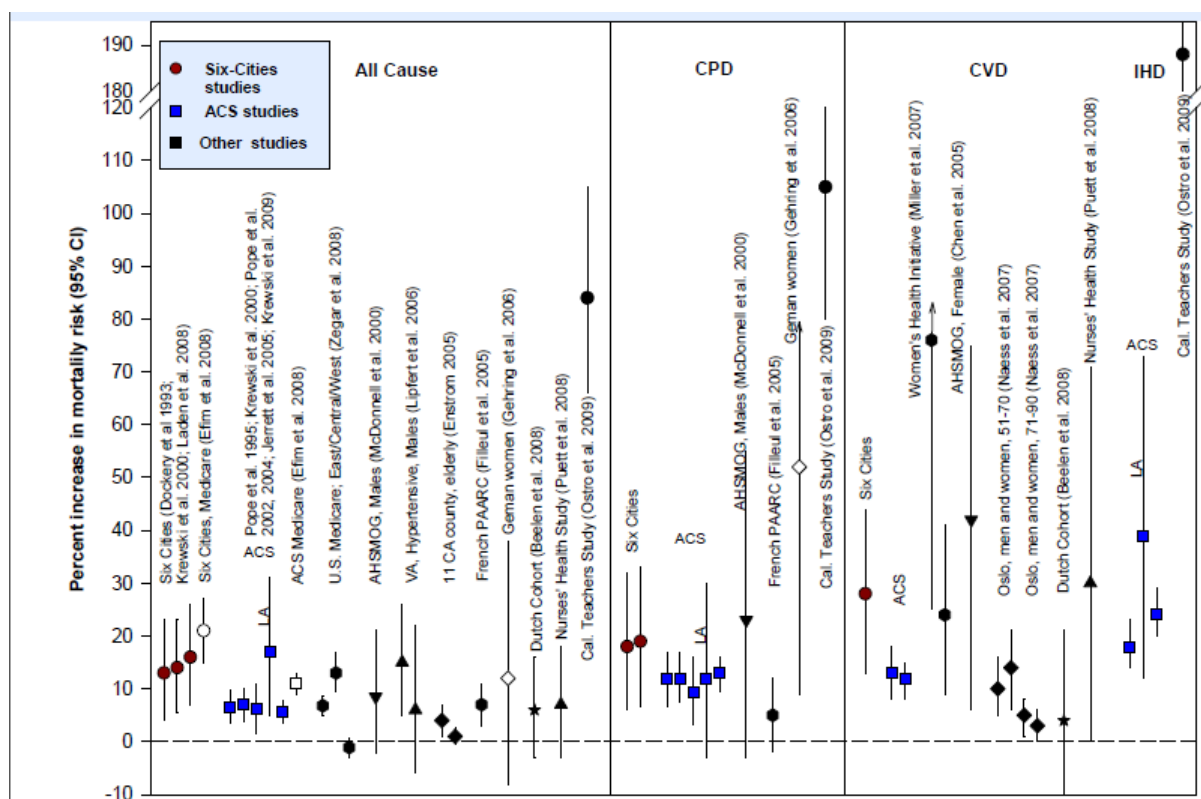 Percent increase in mortality risk (95% CI)
190
180
120
110
100
90
80
70
60
50
40
30
20
10
0
-10
Six-Cities
studies
ACS studies
Other studies
All Cause
CPD
CVD
IHD
Six Cities (Dockery et al 1993;
Krewski et al. 2000; Laden et al. 2008)
Six Cities, Medicare (Efim et al. 2008)
Pope et al. 1995; Krewski et al. 2000; Pope et al.
2002, 2004; Jerrett et al. 2005; Krewski et al. 2009)
ACS
LA
ACS Medicare (Efim et al. 2008)
U.S. Medicare; East/Central/West (Zegar et al. 2008)
AHSMOG, Males (McDonnell et al. 2000)
VA, Hypertensive, Males (Lipfert et al. 2006)
11 CA county, elderly (Enstrom 2005)
French PAARC (Filleul et al. 2005)
Geman women (Gehring et al. 2006)
Dutch Cohort (Beelen et al. 2008)
Nurses' Health Study (Puett et al. 2008)
Cal. Teachers Study (Ostro et al. 2009)
Six Cities
ACS
LA
AHSMOG, Males (McDonnell et al. 2000)
French PAARC (Filleul et al. 2005)
Geman women (Gehring et al. 2006)
Cal. Teachers Study (Ostro et al. 2009)
Six Cities
ACS
Women's Health Initiative (Miller et al. 2007)
AHSMOG, Female (Chen et al. 2005)
Oslo, men and women, 51-70 (Naess et al. 2007)
Oslo, men and women, 71-90 (Naess et al. 2007)
Dutch Cohort (Beelen et al. 2008)
Nurses' Health Study (Puett et al. 2008)
ACS
LA
Cal. Teachers Study (Ostro et al. 2009)